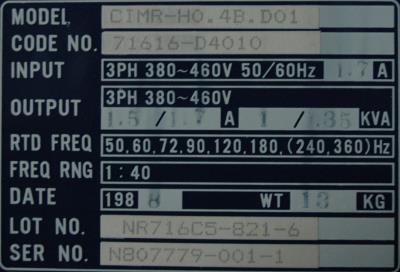 MODEL CIMR-H0.4B.D01
CODE NO. 71616-D4010
INPUT 3PH 380~460V 50/60Hz 1.7 A
OUTPUT 3PH 380~460V
1.5 /1.7 A 1 /1.35 KVA
RTD FREQ 50,60,72,90,120,180,(240,360)Hz
FREQ RNG 1:40
DATE 198 8 WT 13 KG
LOT NO. NR716C5-821-6
SER NO. N807779-001-1